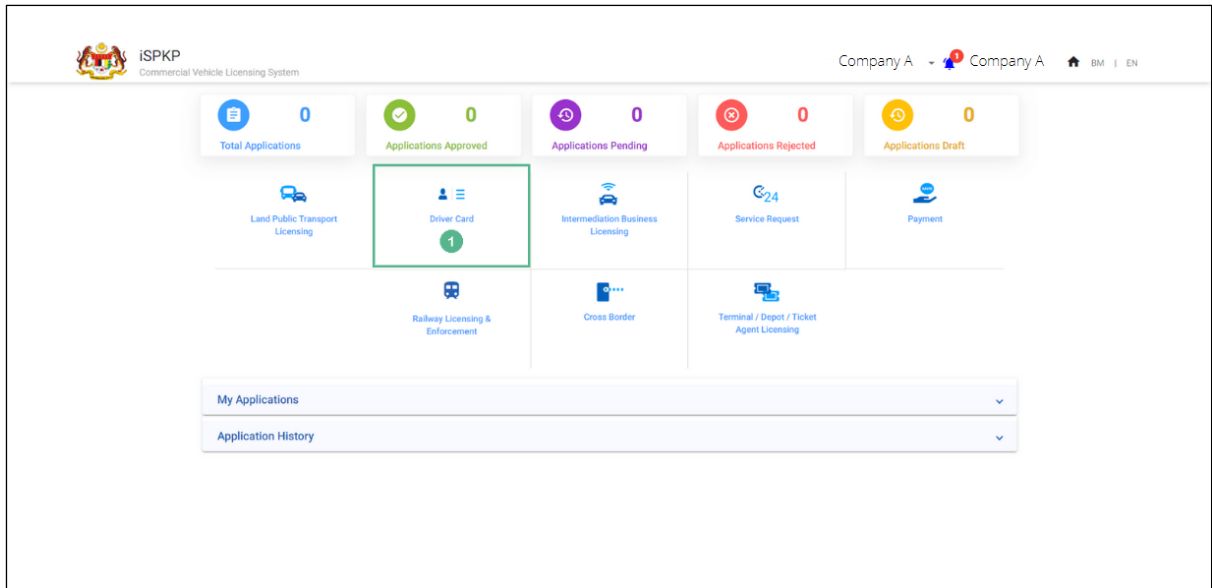 iSPKP
Commercial Vehicle Licensing System
Company A
1
Company A
BM | EN
0
Total Applications
0
Applications Approved
0
Applications Pending
0
Applications Rejected
0
Applications Draft
Land Public Transport
Licensing
Driver Card
1
Intermediation Business
Licensing
24
Service Request
Payment
Railway Licensing &
Enforcement
Cross Border
Terminal / Depot / Ticket
Agent Licensing
My Applications
Application History